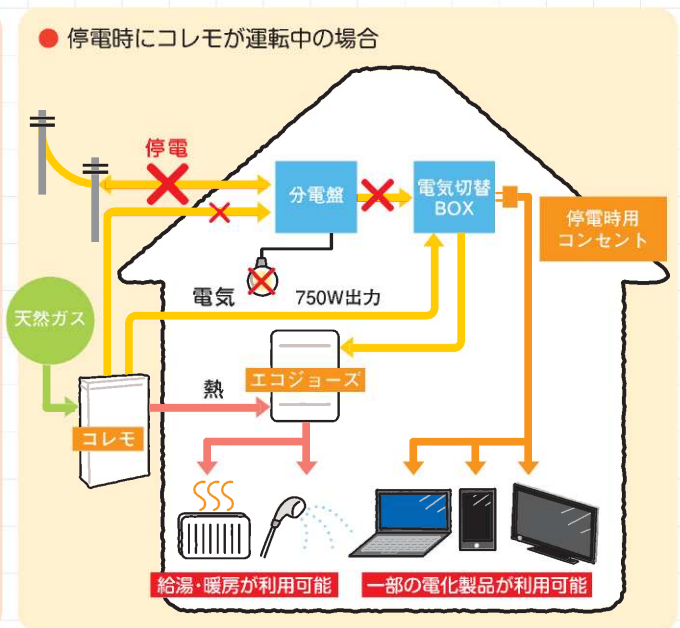 停電時にコレモが運転中の場合
停電
分電盤
電気切替
BOX
停電時用
コンセント
電気
750W出力
天然ガス
熱
エコジョーズ
コレモ
給湯・暖房が利用可能
一部の電化製品が利用可能